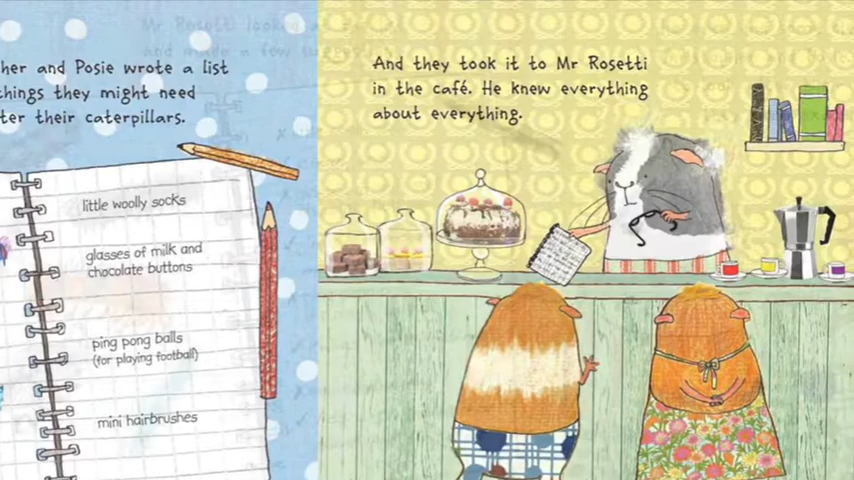 her and Posie wrote a list
things they might need
ter their caterpillars.
little woolly socks
glasses of milk and
chocolate buttons
ping pong balls
(for playing football)
mini hairbrushes
And they took it to Mr Rosetti
in the café. He knew everything
about everything.